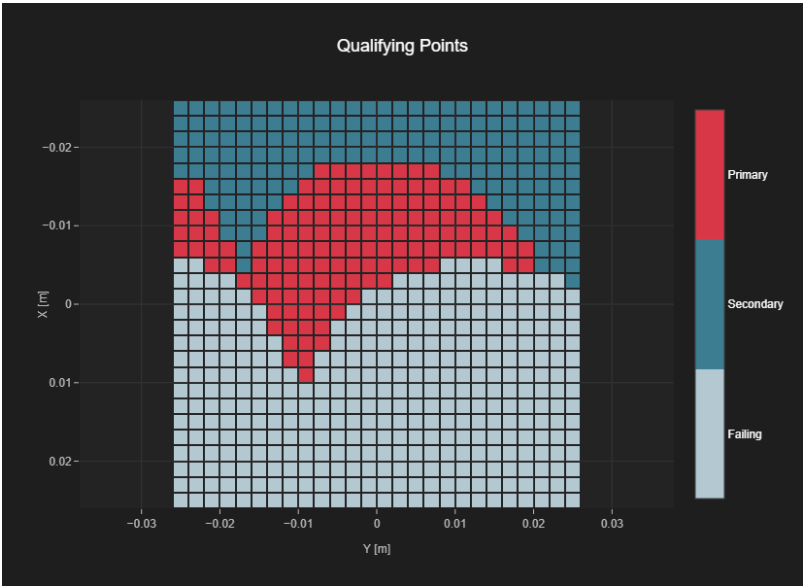 Qualifying Points
−0.02
−0.01
0
0.01
0.02
X [m]
−0.03
−0.02
−0.01
0
0.01
0.02
0.03
Y [m]
Primary
Secondary
Failing